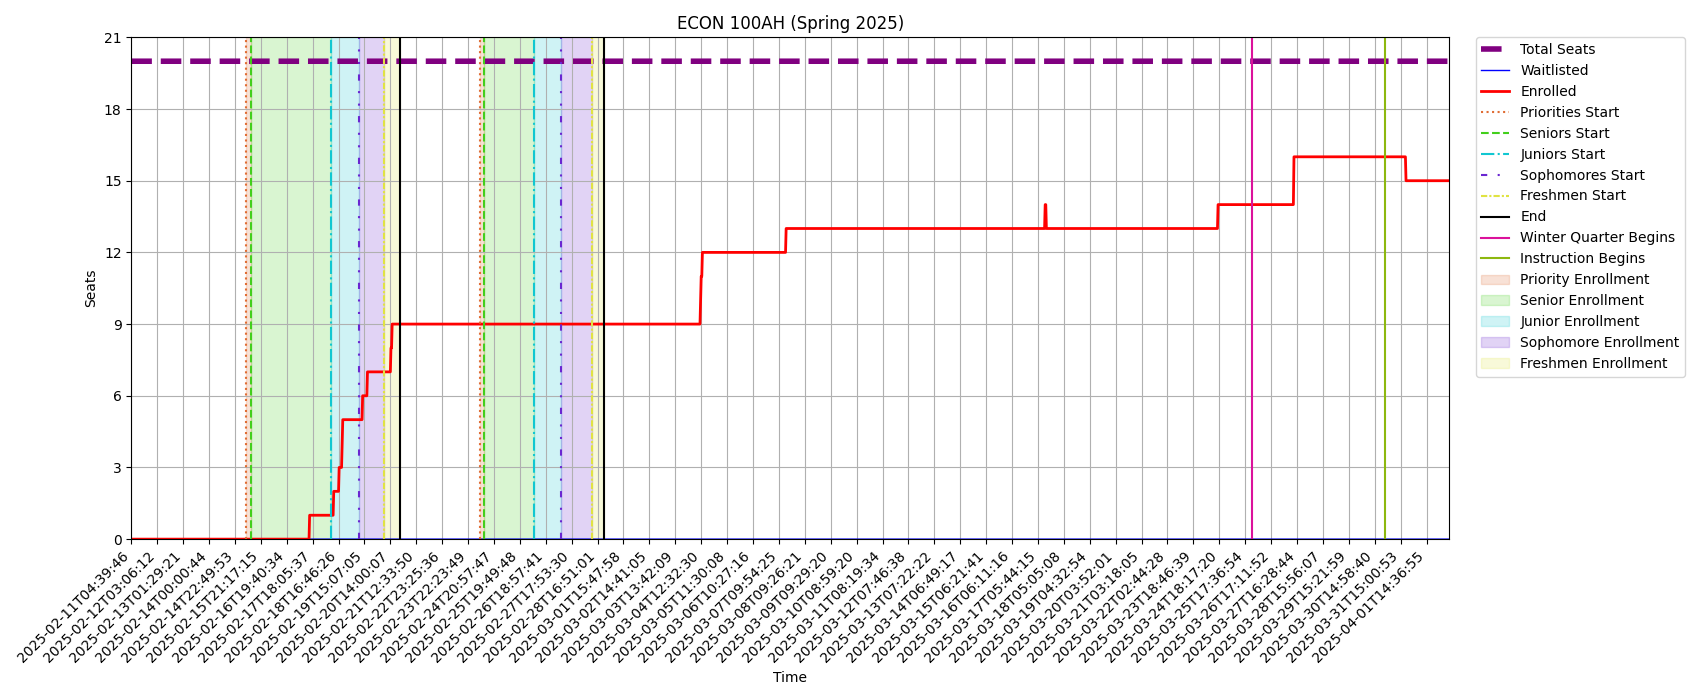 ECON 100AH (Spring 2025)
21
18
15
12
9
6
3
0
Seats
2025-02-11T04:39:46
2025-02-12T03:06:12
2025-02-13T01:29:21
2025-02-14T00:00:44
2025-02-14T22:49:53
2025-02-15T21:17:15
2025-02-16T19:40:34
2025-02-17T18:05:37
2025-02-18T16:46:26
2025-02-19T15:07:05
2025-02-20T14:00:07
2025-02-21T12:33:50
2025-02-22T11:25:36
2025-02-23T22:23:49
2025-02-24T20:57:47
2025-02-25T19:49:48
2025-02-26T18:57:41
2025-02-27T17:53:30
2025-02-28T16:51:01
2025-03-01T15:47:58
2025-03-02T14:41:05
2025-03-03T13:42:09
2025-03-04T12:32:30
2025-03-05T11:30:08
2025-03-06T10:27:16
2025-03-07T09:54:25
2025-03-08T09:26:21
2025-03-09T09:29:20
2025-03-10T08:59:20
2025-03-11T08:19:34
2025-03-12T07:46:38
2025-03-13T07:22:22
2025-03-14T06:49:17
2025-03-15T06:21:41
2025-03-16T06:11:16
2025-03-17T05:44:15
2025-03-18T05:05:08
2025-03-19T04:32:54
2025-03-20T03:52:01
2025-03-21T03:18:05
2025-03-22T02:44:28
2025-03-23T18:46:39
2025-03-24T18:17:20
2025-03-25T17:36:54
2025-03-26T17:11:52
2025-03-27T16:28:44
2025-03-28T15:56:07
2025-03-29T15:21:59
2025-03-30T14:58:40
2025-03-31T15:00:53
2025-04-01T14:36:55
Time
Total Seats
Waitlisted
Enrolled
Priorities Start
Seniors Start
Juniors Start
Sophomores Start
Freshmen Start
End
Winter Quarter Begins
Instruction Begins
Priority Enrollment
Senior Enrollment
Junior Enrollment
Sophomore Enrollment
Freshmen Enrollment